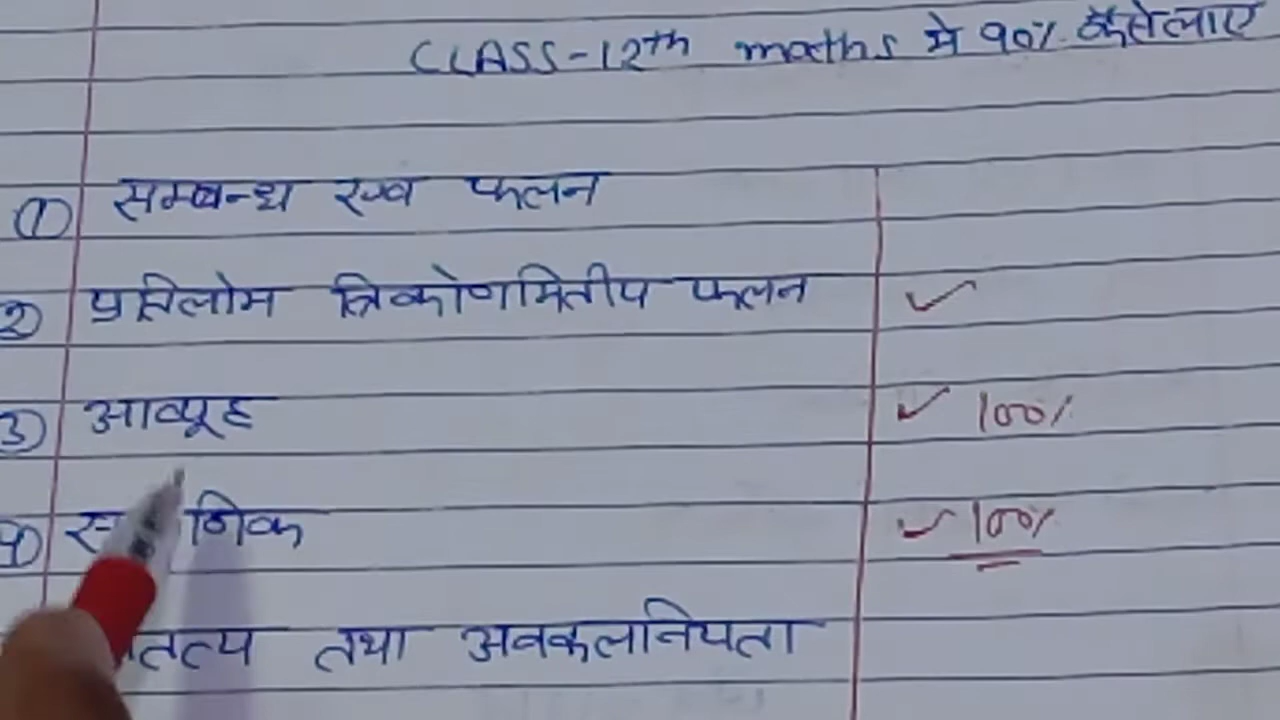 CLASS-12th maths मे 90% कैसे लाए
① सम्बन्ध एव फलन
② प्रतिलोम त्रिकोणमितीय फलन ✓
③ आव्यूह ✓ 100%
④ ✓ 100%
तथा अवकलनियता